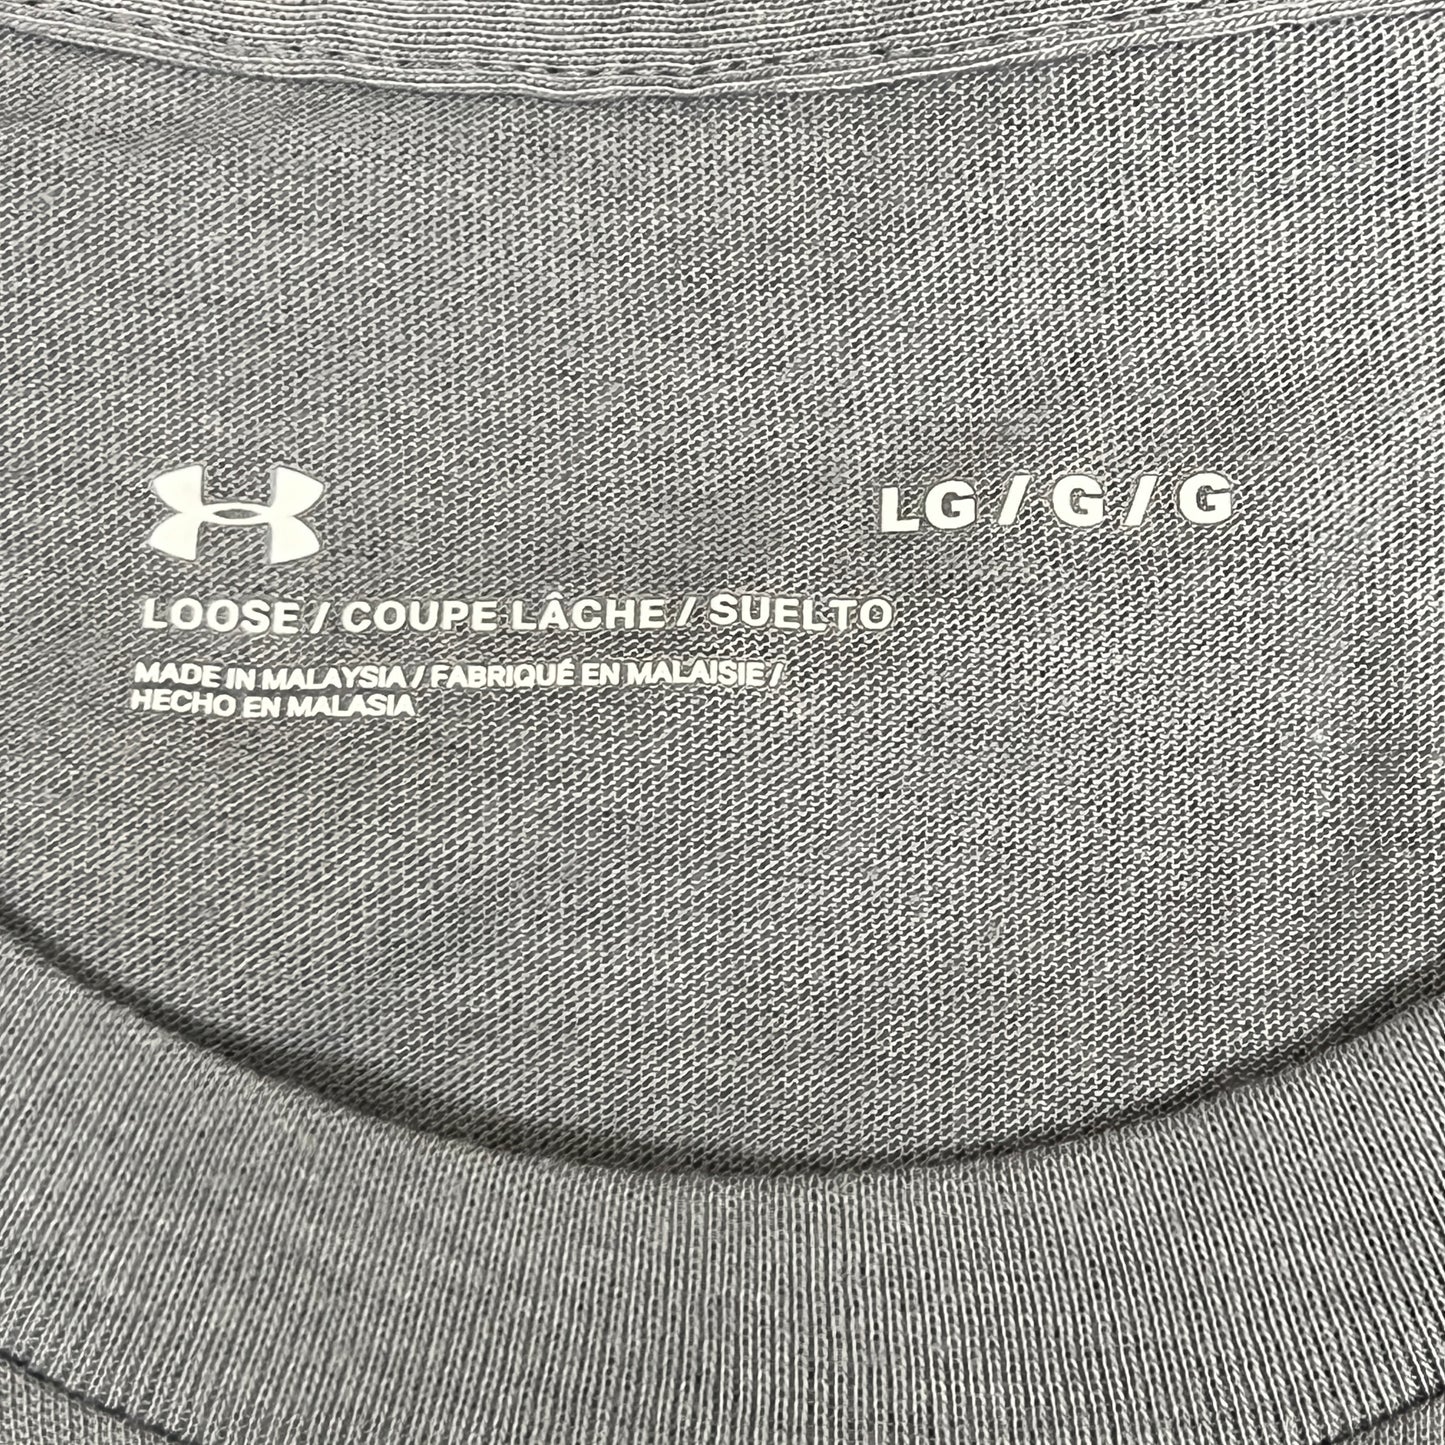 LG / G / G
LOOSE / COUPE LÂCHE / SUELTO
MADE IN MALAYSIA / FABRIQUÉ EN MALAISIE /
HECHO EN MALASIA